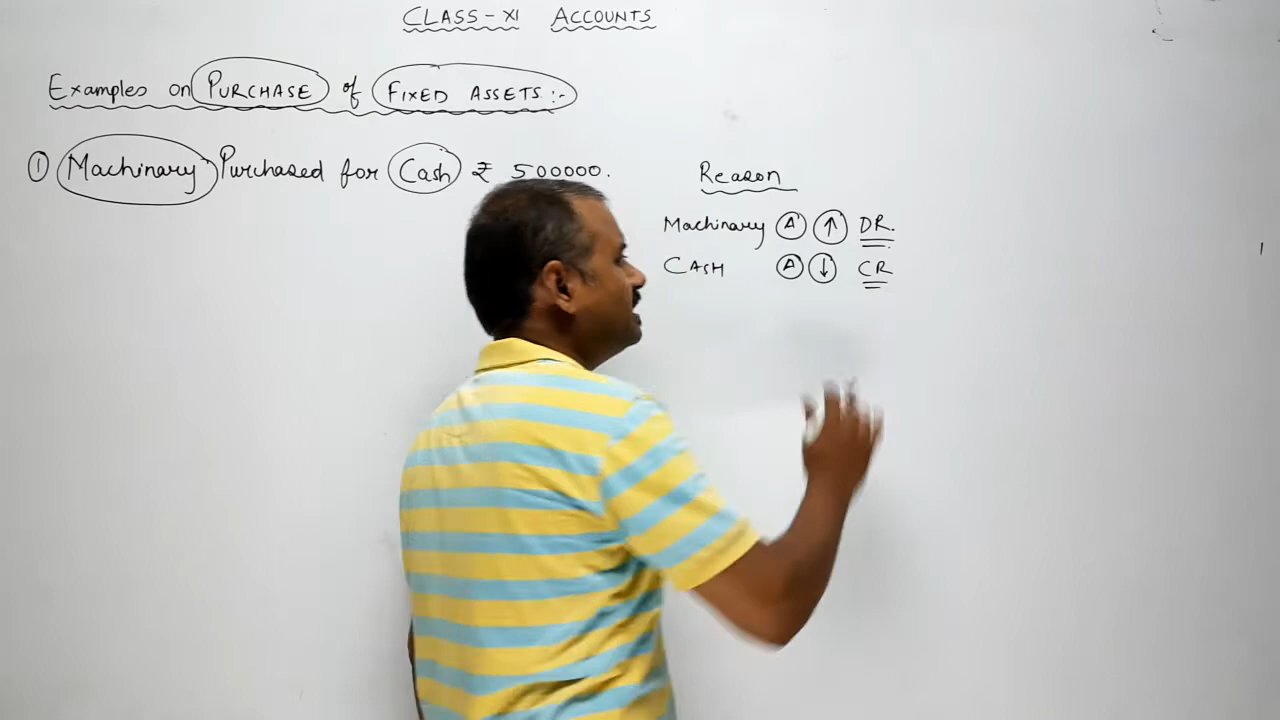 CLASS-XI ACCOUNTS
Examples on PURCHASE of FIXED ASSETS:-
① Machinary Purchased for Cash ₹ 500000.
Reason
Machinary A ↑ DR.
CASH A ↓ CR